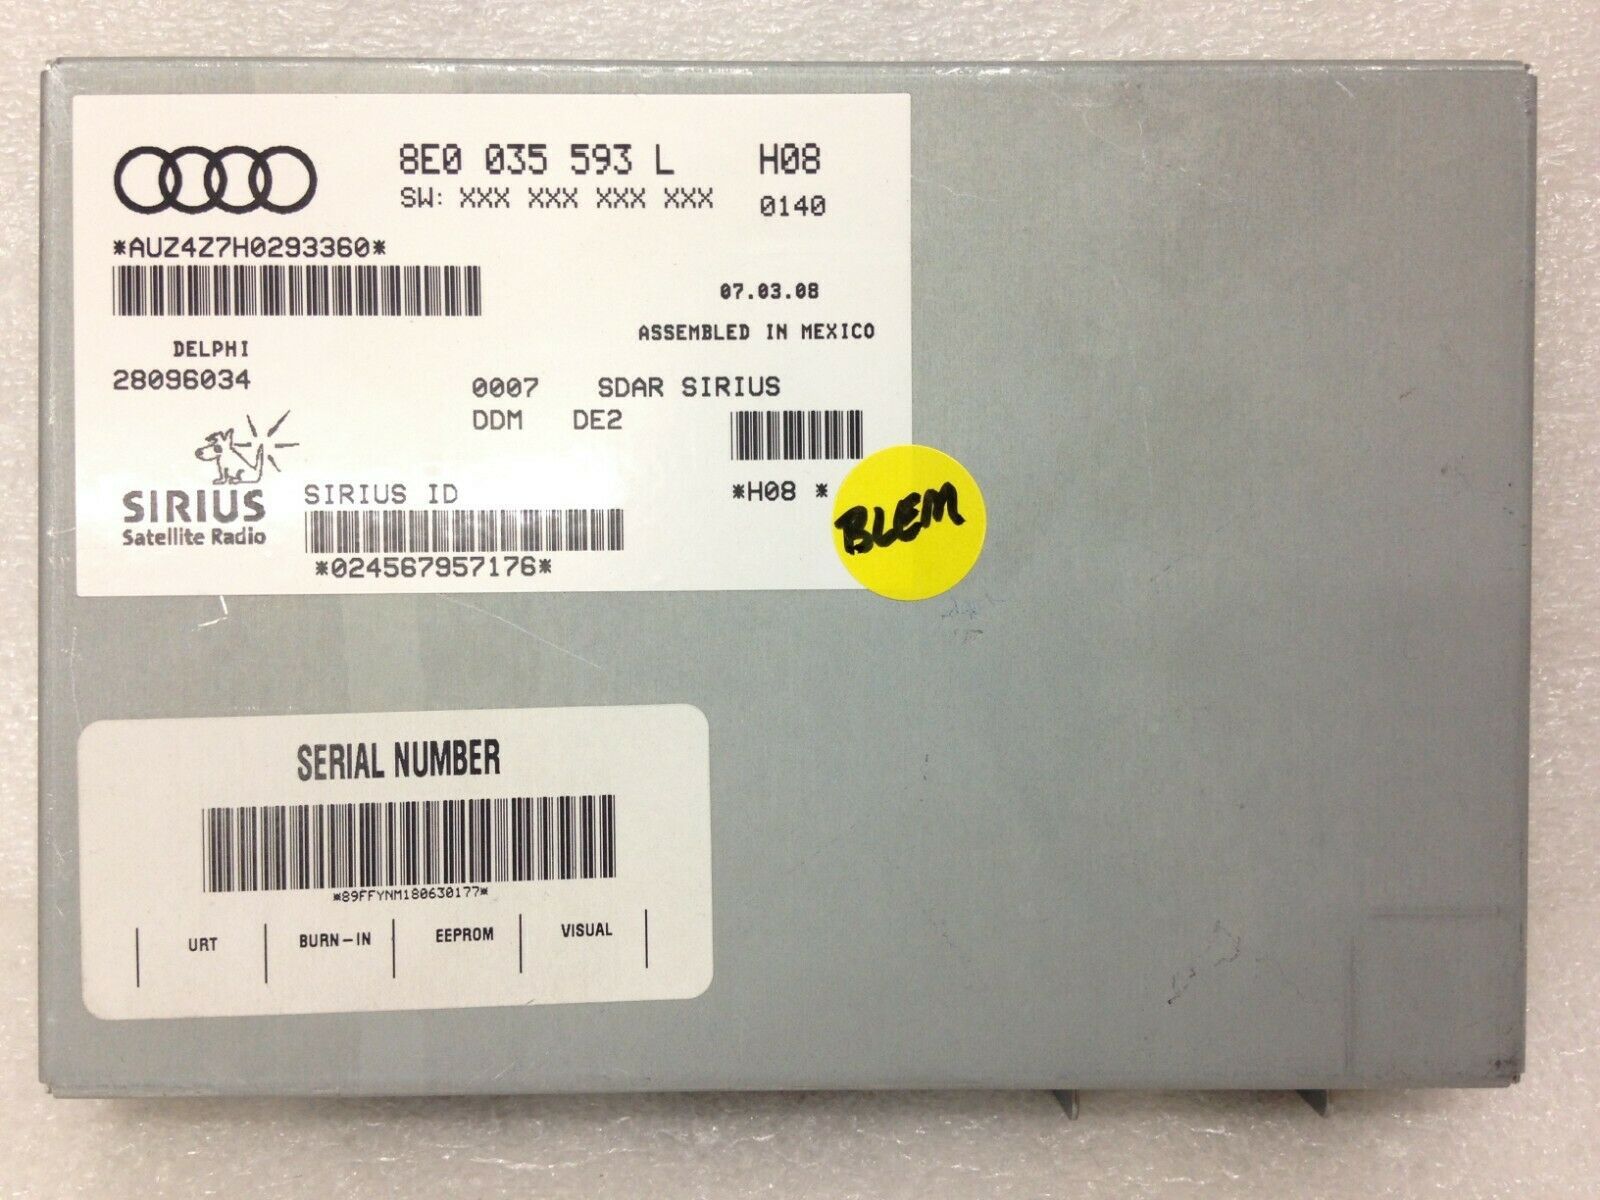 8E0 035 593 L H08
SW: XXX XXX XXX XXX 0140
*AUZ4Z7H0293360*
07.03.08
ASSEMBLED IN MEXICO
DELPHI
28096034
0007 SDAR SIRIUS
DDM DE2
*H08 *
SIRIUS
Satellite Radio
SIRIUS ID
*024567957176*
BLEM
SERIAL NUMBER
*89FFYNM180630177*
URT BURN-IN EEPROM VISUAL